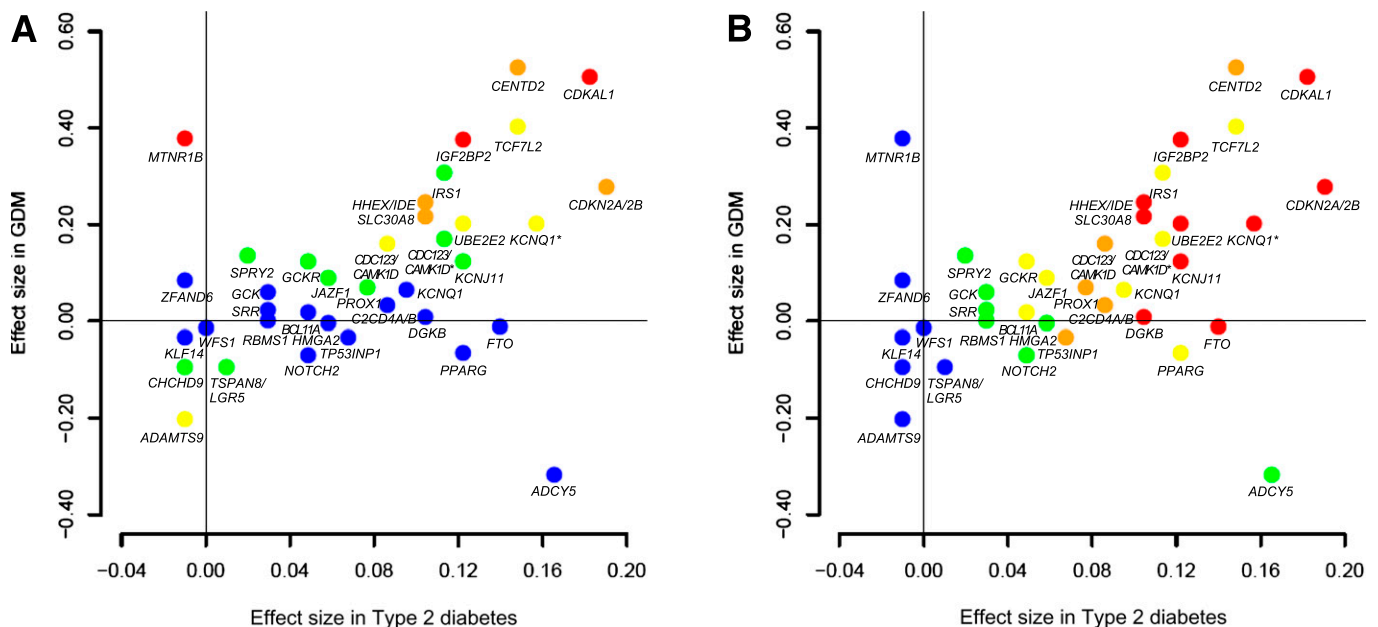 A
Effect size in GDM
0.60
0.40
0.20
0.00
−0.20
−0.40
CENTD2
CDKAL1
MTNR1B
IGF2BP2
TCF7L2
IRS1
HHEX/IDE
SLC30A8
CDKN2A/2B
UBE2E2
KCNQ1*
CDC123/
CAMK1D
CDC123/
CAMK1D*
KCNJ11
SPRY2
GCKR
JAZF1
PROX1
KCNQ1
ZFAND6
GCK
SRR
C2CD4A/B
DGKB
FTO
WFS1
RBMS1
BCL11A
HMGA2
TP53INP1
KLF14
NOTCH2
PPARG
CHCHD9
TSPAN8/
LGR5
ADAMTS9
ADCY5
−0.04
0.00
0.04
0.08
0.12
0.16
0.20
Effect size in Type 2 diabetes
B
Effect size in GDM
0.60
0.40
0.20
0.00
−0.20
−0.40
CENTD2
CDKAL1
MTNR1B
IGF2BP2
TCF7L2
IRS1
HHEX/IDE
SLC30A8
CDKN2A/2B
UBE2E2
KCNQ1*
CDC123/
CAMK1D
CDC123/
CAMK1D*
KCNJ11
SPRY2
GCKR
JAZF1
PROX1
KCNQ1
ZFAND6
GCK
SRR
C2CD4A/B
DGKB
FTO
WFS1
RBMS1
BCL11A
HMGA2
TP53INP1
KLF14
NOTCH2
PPARG
CHCHD9
TSPAN8/
LGR5
ADAMTS9
ADCY5
−0.04
0.00
0.04
0.08
0.12
0.16
0.20
Effect size in Type 2 diabetes